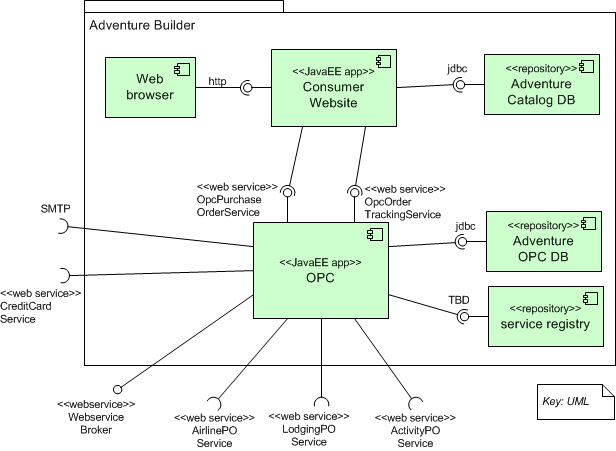 Adventure Builder
Web
browser
http
<<JavaEE app>>
Consumer
Website
jdbc
<<repository>>
Adventure
Catalog DB
<<web service>>
OpcPurchase
OrderService
<<web service>>
OpcOrder
TrackingService
SMTP
<<JavaEE app>>
OPC
jdbc
<<repository>>
Adventure
OPC DB
<<web service>>
CreditCard
Service
TBD
<<repository>>
service registry
<<webservice>>
Webservice
Broker
<<web service>>
AirlinePO
Service
<<web service>>
LodgingPO
Service
<<web service>>
ActivityPO
Service
Key: UML